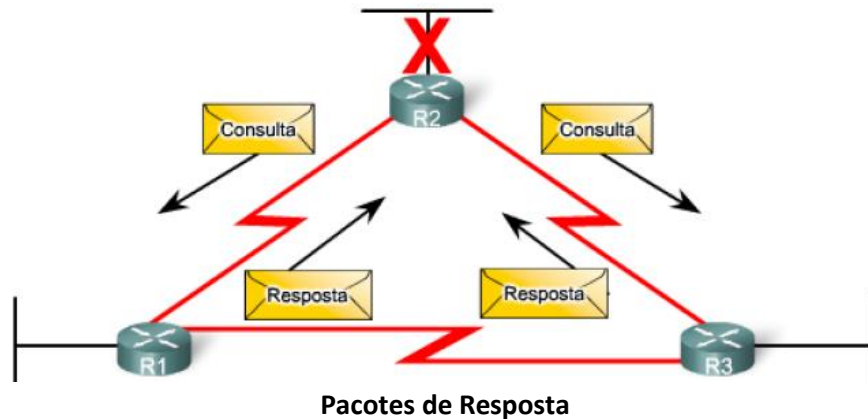 R2
Consulta
Consulta
Resposta
Resposta
R1
R3
Pacotes de Resposta